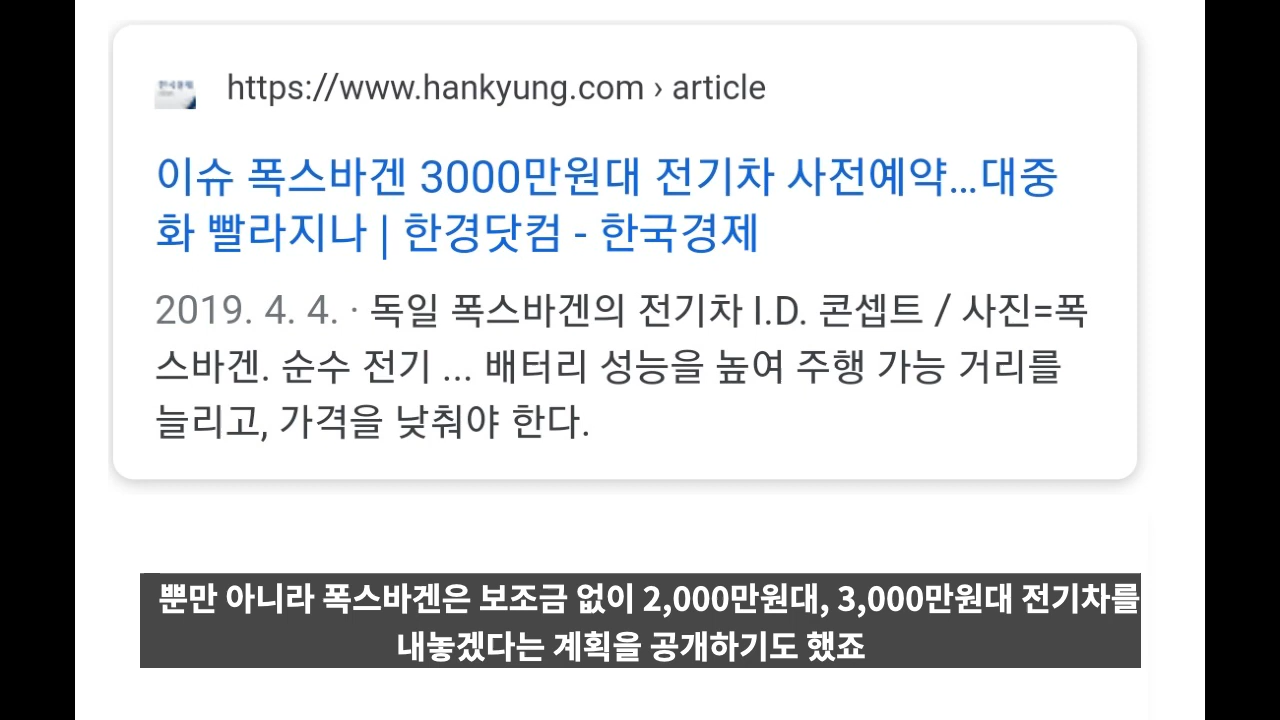 https://www.hankyung.com › article
이슈 폭스바겐 3000만원대 전기차 사전예약...대중
화 빨라지나 | 한경닷컴 - 한국경제
2019. 4. 4. · 독일 폭스바겐의 전기차 I.D. 콘셉트 / 사진=폭
스바겐. 순수 전기 ... 배터리 성능을 높여 주행 가능 거리를
늘리고, 가격을 낮춰야 한다.
뿐만 아니라 폭스바겐은 보조금 없이 2,000만원대, 3,000만원대 전기차를
내놓겠다는 계획을 공개하기도 했죠